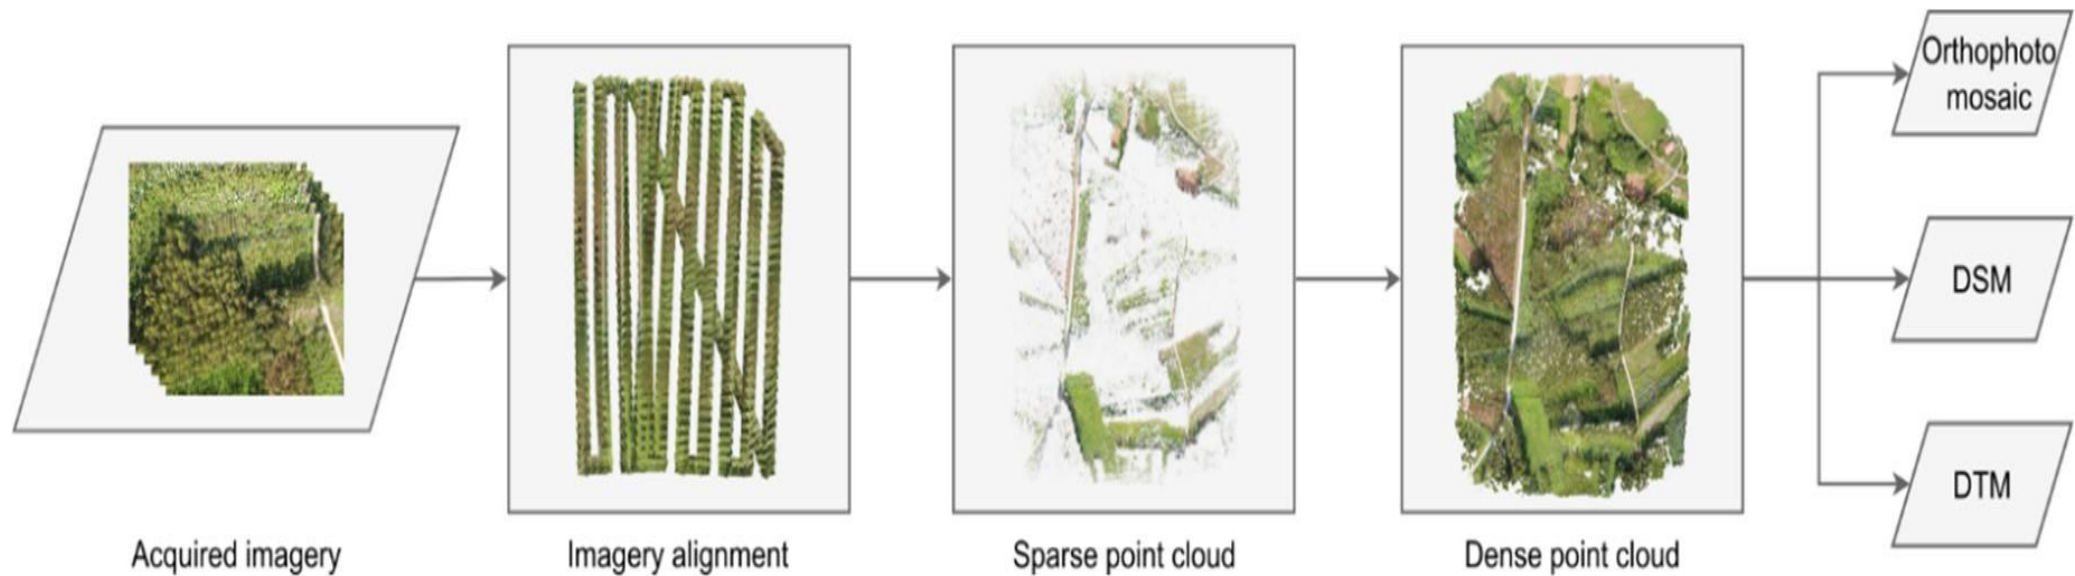 Acquired imagery
Imagery alignment
Sparse point cloud
Dense point cloud
Orthophoto
mosaic
DSM
DTM